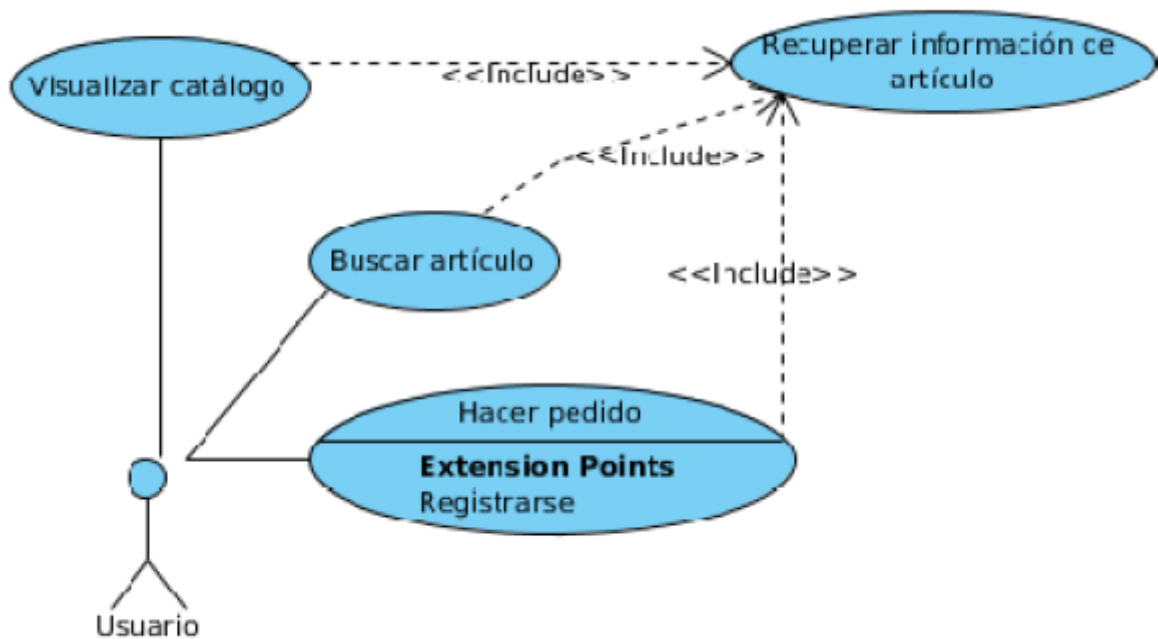 Visualizar catálogo
<<Include>>
Recuperar información de
artículo
<<Include>>
Buscar artículo
<<Include>>
Hacer pedido
Extension Points
Registrarse
Usuario